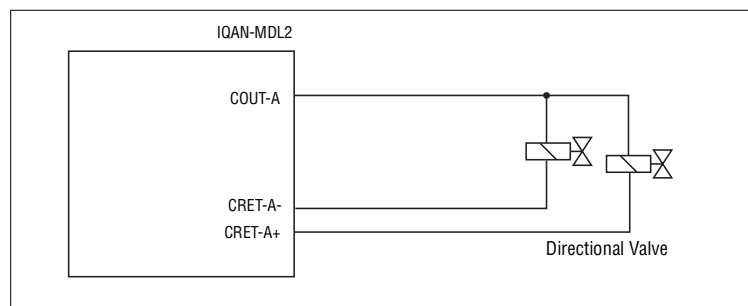 IQAN-MDL2
COUT-A
CRET-A-
CRET-A+
Directional Valve